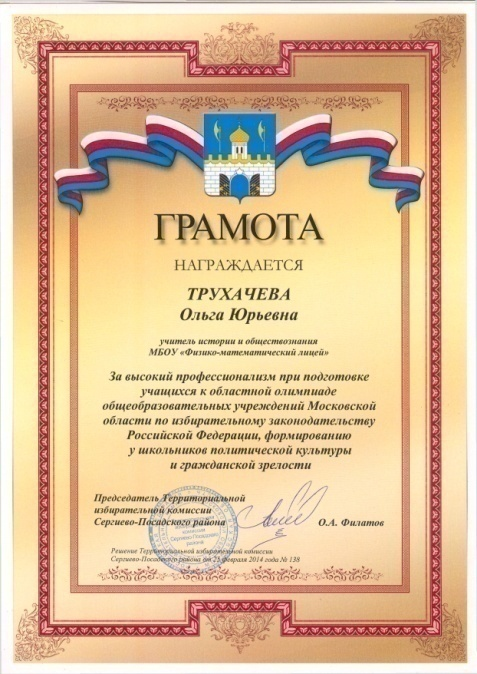 ГРАМОТА
НАГРАЖДАЕТСЯ
ТРУХАЧЕВА
Ольга Юрьевна
учитель истории и обществознания
МБОУ «Физико-математический лицей»
За высокий профессионализм при подготовке
учащихся к областной олимпиаде
общеобразовательных учреждений Московской
области по избирательному законодательству
Российской Федерации, формированию
у школьников политической культуры
и гражданской зрелости
Председатель Территориальной
избирательной комиссии
Сергиево-Посадского района
О.А. Филатов
Решение Территориальной избирательной комиссии
Сергиево-Посадского района от 25 февраля 2014 года № 138